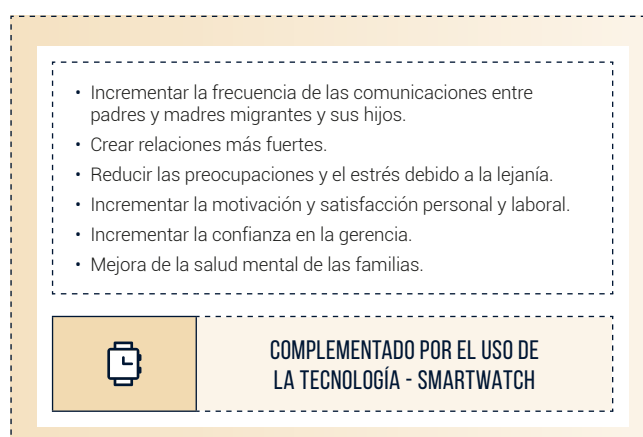 • Incrementar la frecuencia de las comunicaciones entre
padres y madres migrantes y sus hijos.
• Crear relaciones más fuertes.
• Reducir las preocupaciones y el estrés debido a la lejanía.
• Incrementar la motivación y satisfacción personal y laboral.
• Incrementar la confianza en la gerencia.
• Mejora de la salud mental de las familias.
COMPLEMENTADO POR EL USO DE
LA TECNOLOGÍA - SMARTWATCH